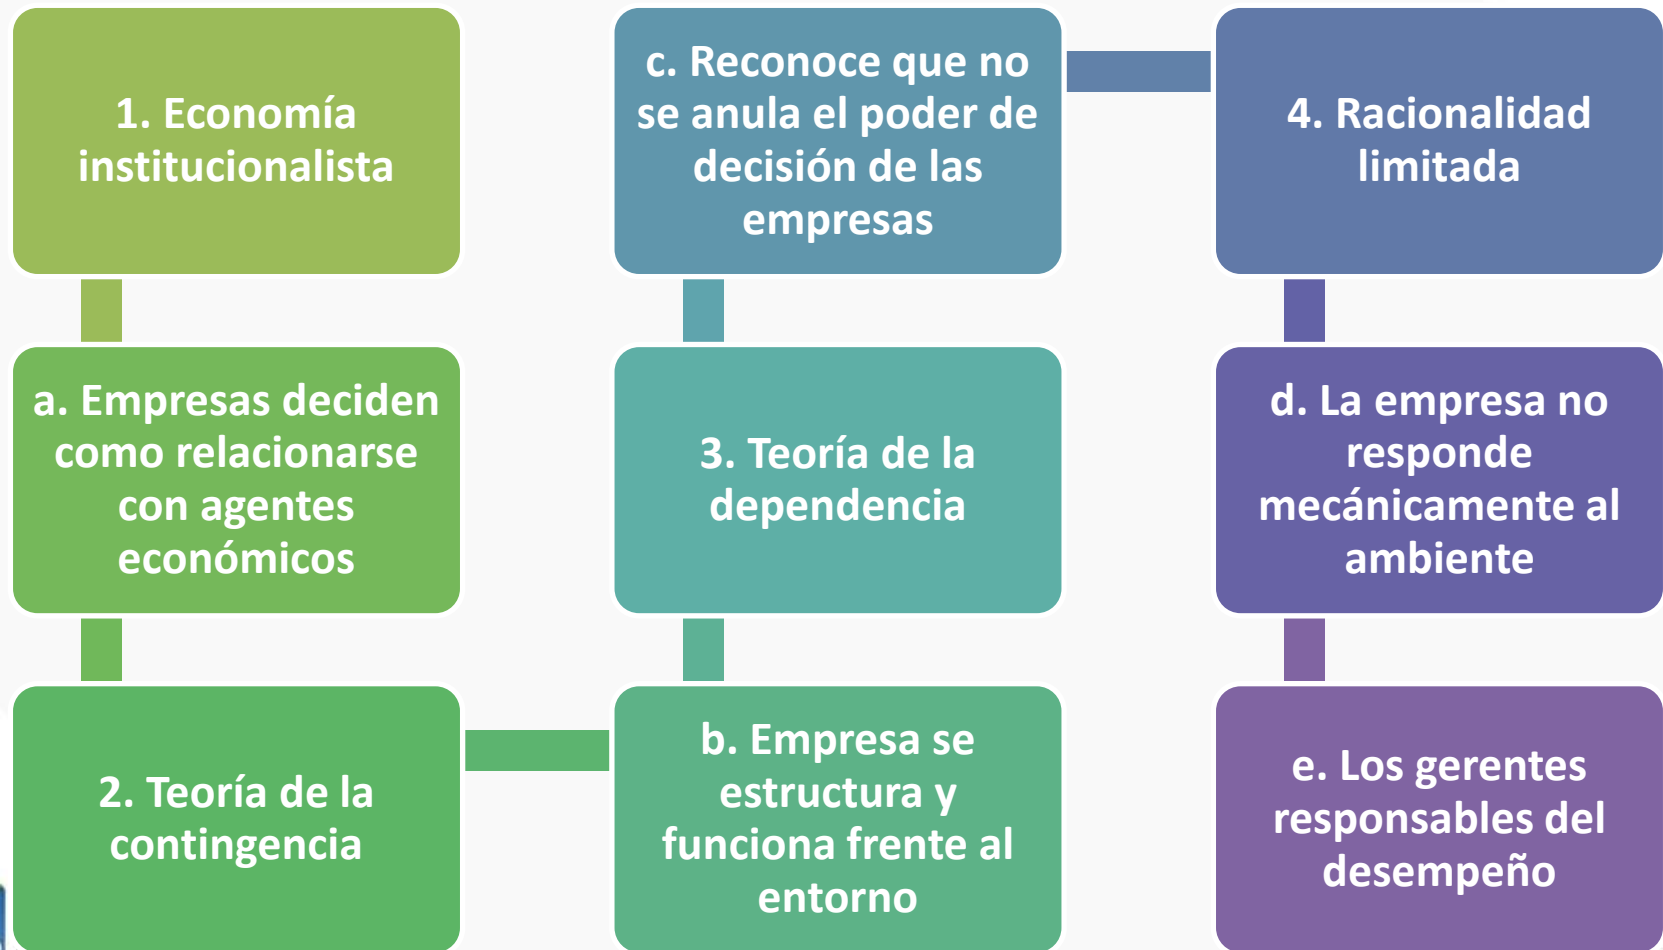 1. Economía
institucionalista
a. Empresas deciden
como relacionarse
con agentes
económicos
2. Teoría de la
contingencia
b. Empresa se
estructura y
funciona frente al
entorno
3. Teoría de la
dependencia
c. Reconoce que no
se anula el poder de
decisión de las
empresas
4. Racionalidad
limitada
d. La empresa no
responde
mecánicamente al
ambiente
e. Los gerentes
responsables del
desempeño